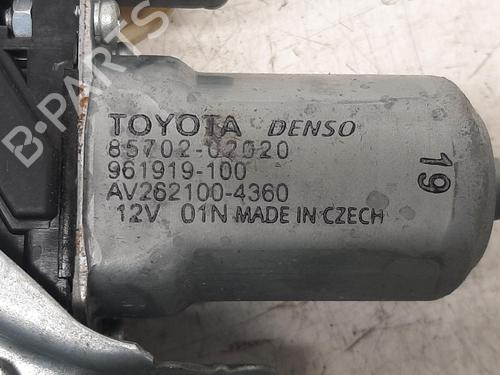 TOYOTA DENSO
85702-02020
961919-100
AV262100-4360
12V 01N MADE IN CZECH
19
B-PARTS